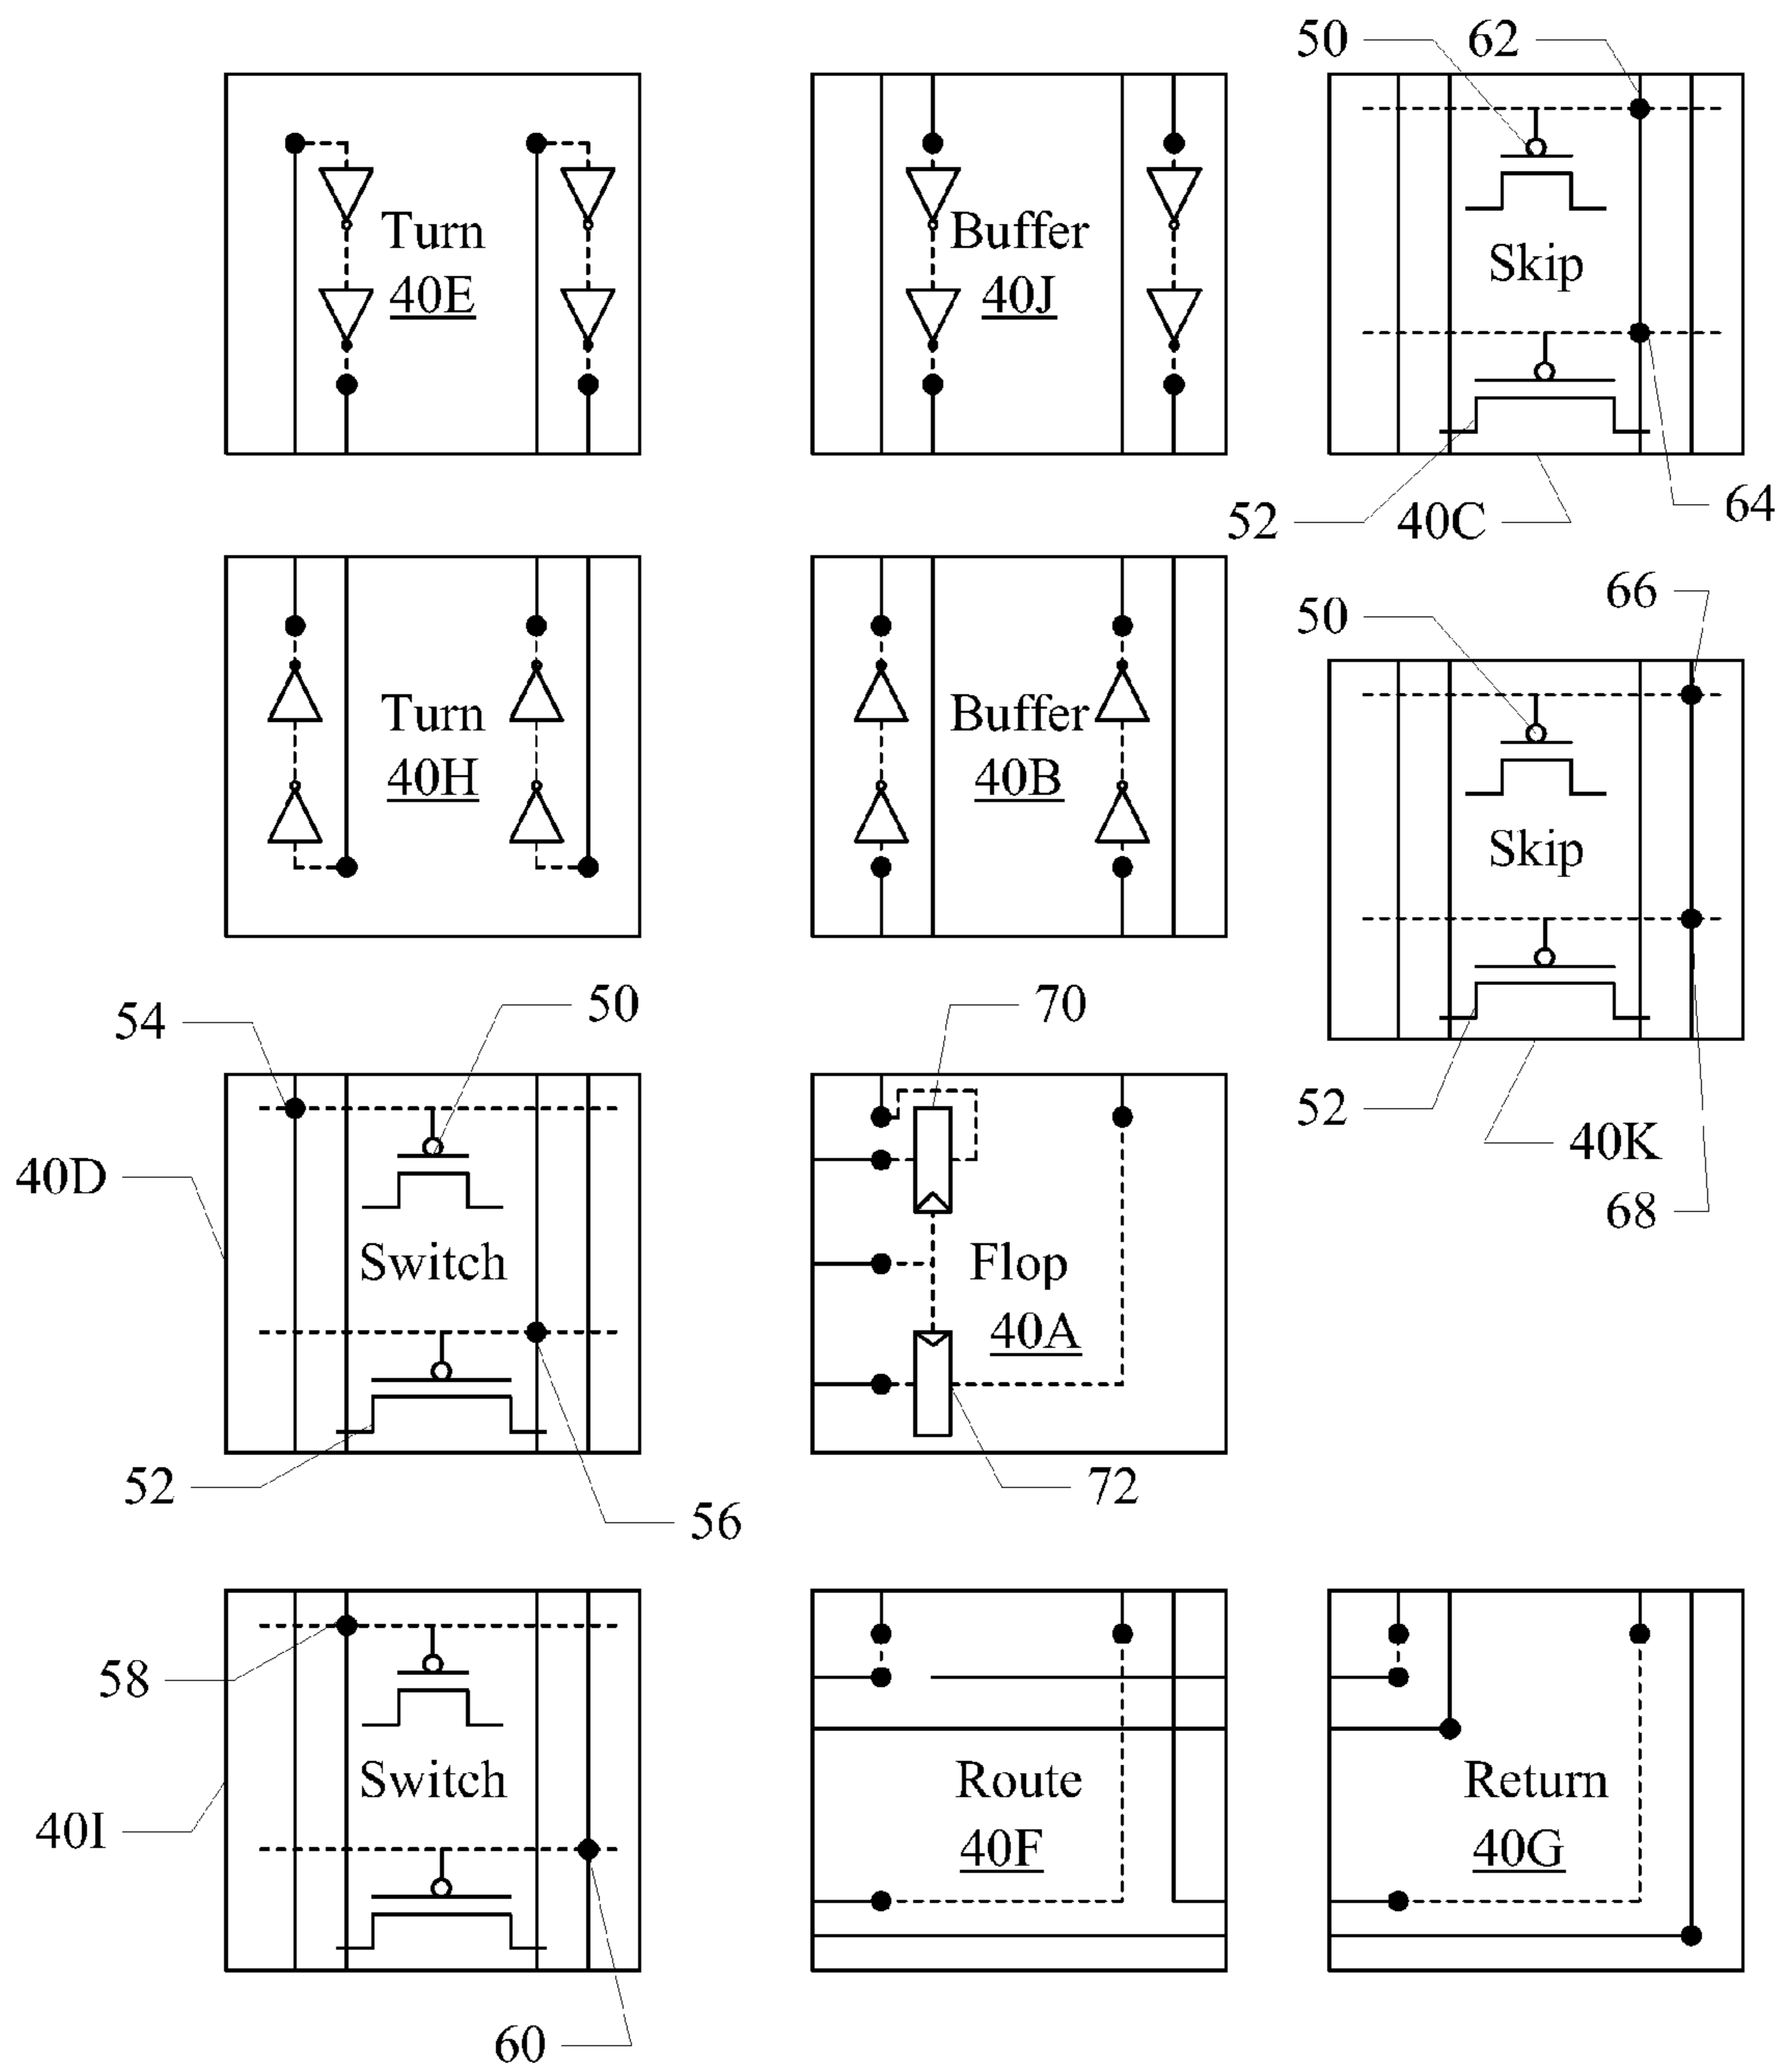 50
62
Turn
40E
Buffer
40J
Skip
52
40C
64
Turn
40H
Buffer
40B
50
66
Skip
52
40K
68
54
50
40D
Switch
52
56
70
Flop
40A
72
58
Switch
40I
60
Route
40F
Return
40G